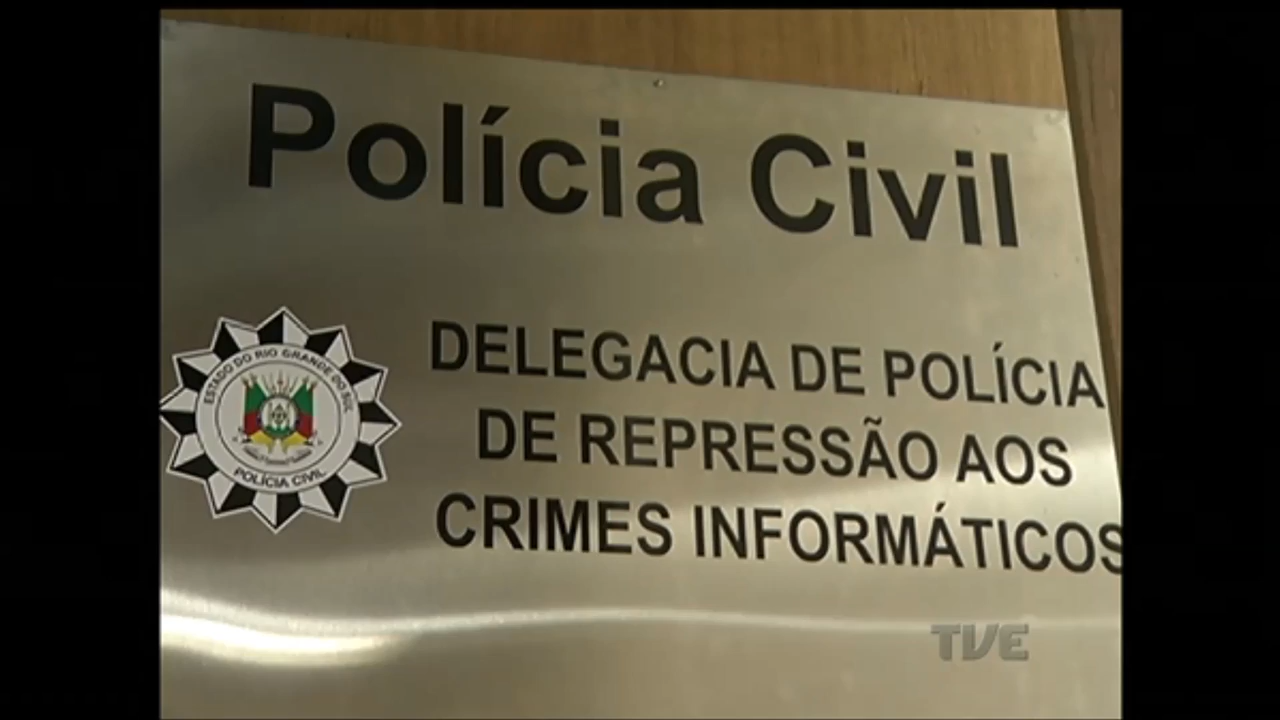 Polícia Civil
ESTADO DO RIO GRANDE DO SUL
POLÍCIA CIVIL
DELEGACIA DE POLÍCIA
DE REPRESSÃO AOS
CRIMES INFORMÁTICOS
TVE